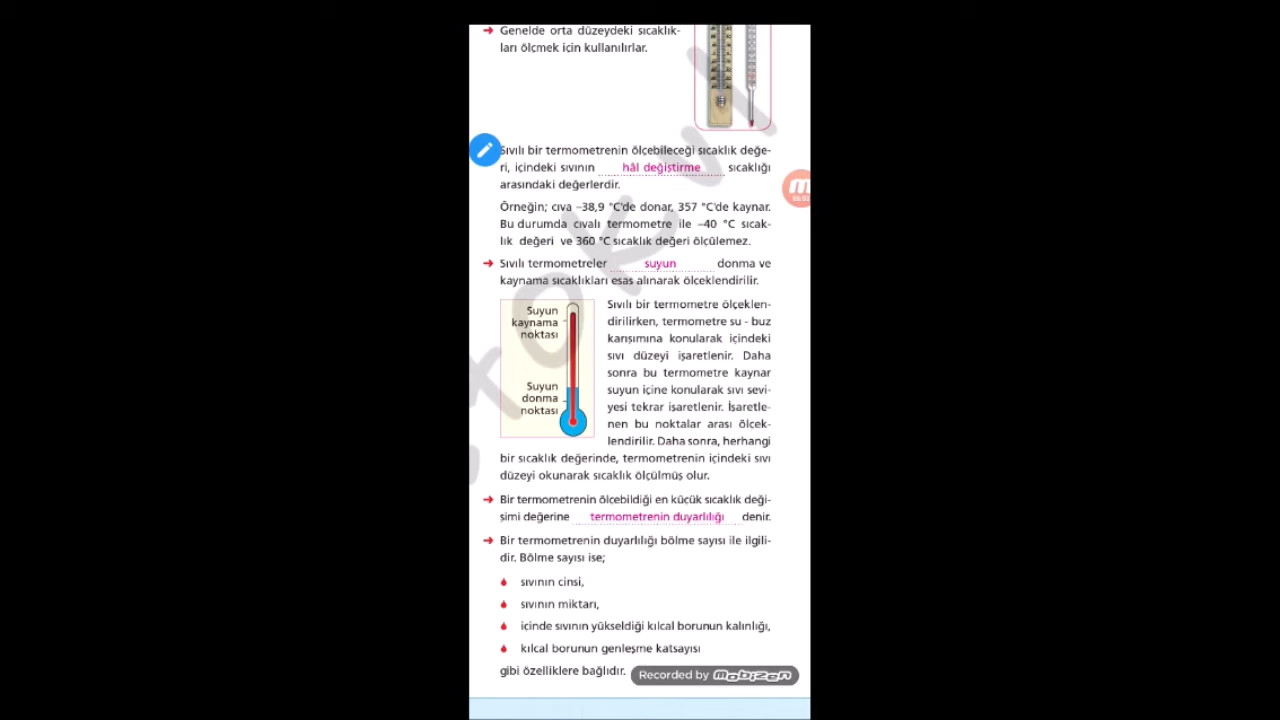 → Genelde orta düzeydeki sıcaklık-
ları ölçmek için kullanılırlar.
Sıvılı bir termometrenin ölçebileceği sıcaklık değe-
ri, içindeki sıvının hâl değiştirme sıcaklığı
arasındaki değerlerdir.
Örneğin; cıva –38,9 °C'de donar, 357 °C'de kaynar.
Bu durumda cıvalı termometre ile –40 °C sıcak-
lık değeri ve 360 °C sıcaklık değeri ölçülemez.
→ Sıvılı termometreler suyun donma ve
kaynama sıcaklıkları esas alınarak ölçeklendirilir.
Suyun
kaynama
noktası
Suyun
donma
noktası
Sıvılı bir termometre ölçeklen-
dirilirken, termometre su - buz
karışımına konularak içindeki
sıvı düzeyi işaretlenir. Daha
sonra bu termometre kaynar
suyun içine konularak sıvı sevi-
yesi tekrar işaretlenir. İşaretle-
nen bu noktalar arası ölçek-
lendirilir. Daha sonra, herhangi
bir sıcaklık değerinde, termometrenin içindeki sıvı
düzeyi okunarak sıcaklık ölçülmüş olur.
→ Bir termometrenin ölçebildiği en küçük sıcaklık deği-
şimi değerine termometrenin duyarlılığı denir.
→ Bir termometrenin duyarlılığı bölme sayısı ile ilgili-
dir. Bölme sayısı ise;
sıvının cinsi,
sıvının miktarı,
içinde sıvının yükseldiği kılcal borunun kalınlığı,
kılcal borunun genleşme katsayısı
gibi özelliklere bağlıdır.
Recorded by Mobizen